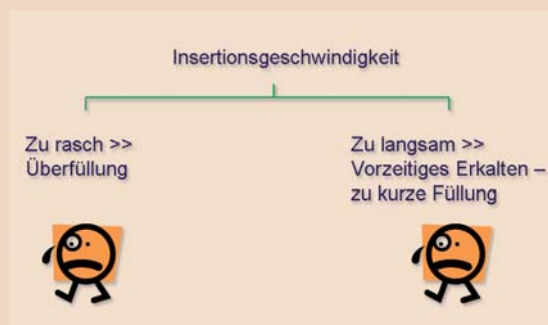 Insertionsgeschwindigkeit
Zu rasch >>
Überfüllung
Zu langsam >>
Vorzeitiges Erkalten –
zu kurze Füllung